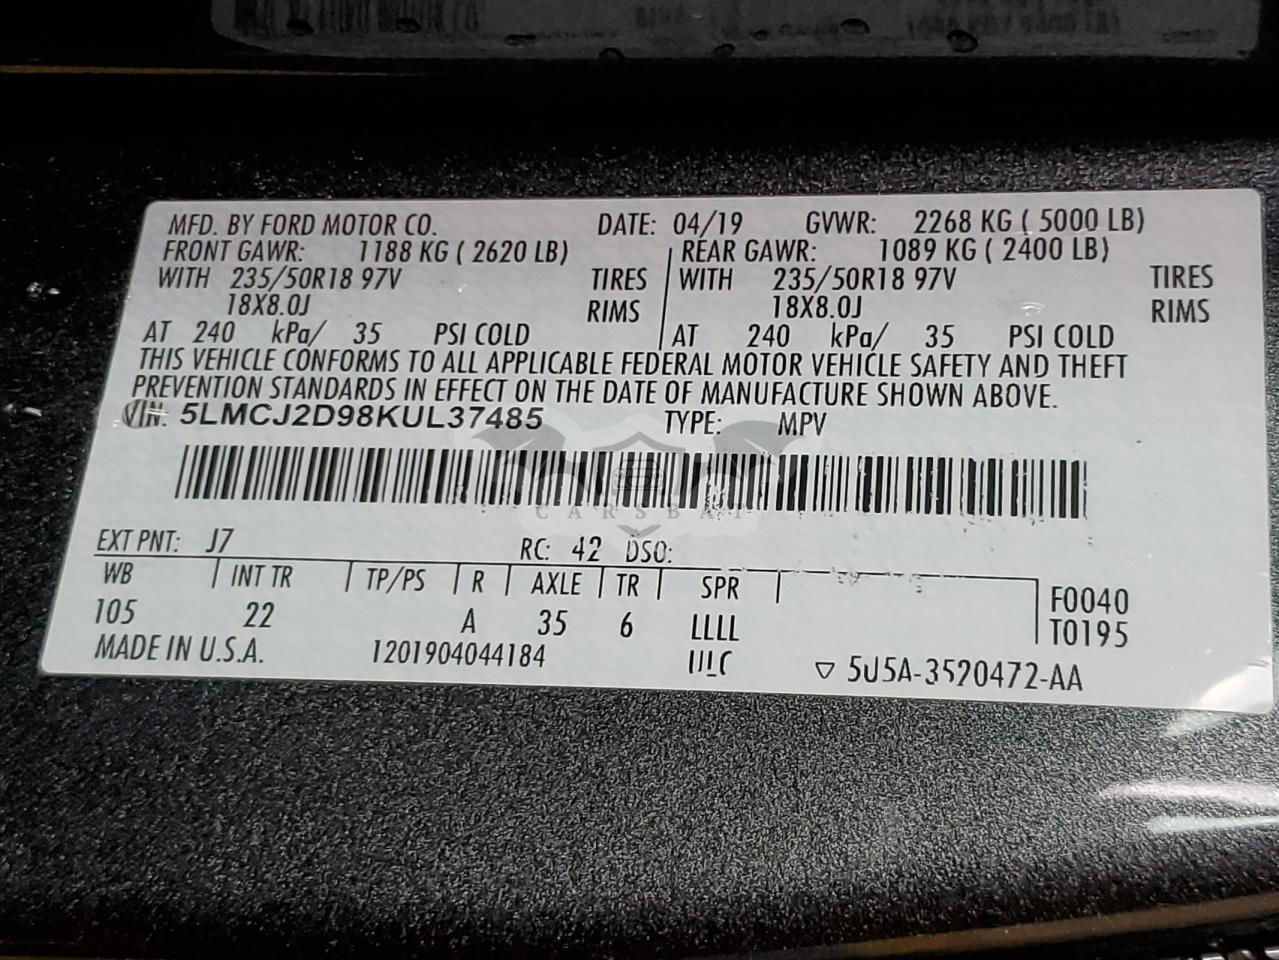 MFD. BY FORD MOTOR CO. DATE: 04/19 GVWR: 2268 KG ( 5000 LB)
FRONT GAWR: 1188 KG ( 2620 LB) REAR GAWR: 1089 KG ( 2400 LB)
WITH 235/50R18 97V TIRES WITH 235/50R18 97V TIRES
18X8.0J RIMS 18X8.0J RIMS
AT 240 kPa/ 35 PSI COLD AT 240 kPa/ 35 PSI COLD
THIS VEHICLE CONFORMS TO ALL APPLICABLE FEDERAL MOTOR VEHICLE SAFETY AND THEFT
PREVENTION STANDARDS IN EFFECT ON THE DATE OF MANUFACTURE SHOWN ABOVE.
VIN: 5LMCJ2D98KUL37485 TYPE: MPV
CARSBAT
EXT PNT: J7 RC: 42 DSO:
WB INT TR TP/PS R AXLE TR SPR
F0040
105 22 A 35 6 LLLL T0195
MADE IN U.S.A. 1201904044184 5U5A-3520472-AA